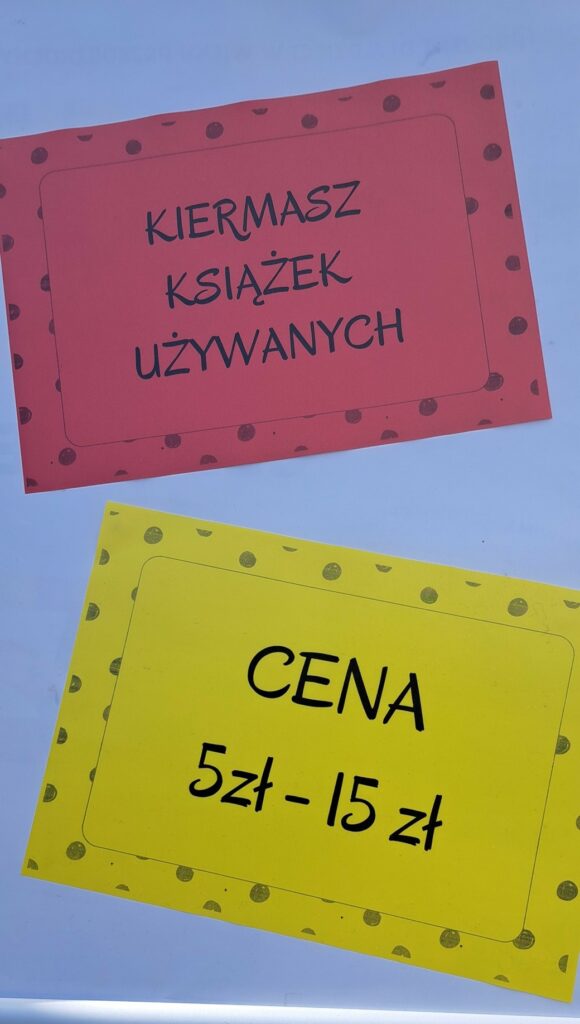 KIERMASZ
KSIĄŻEK
UŻYWANYCH
CENA
5zł - 15 zł